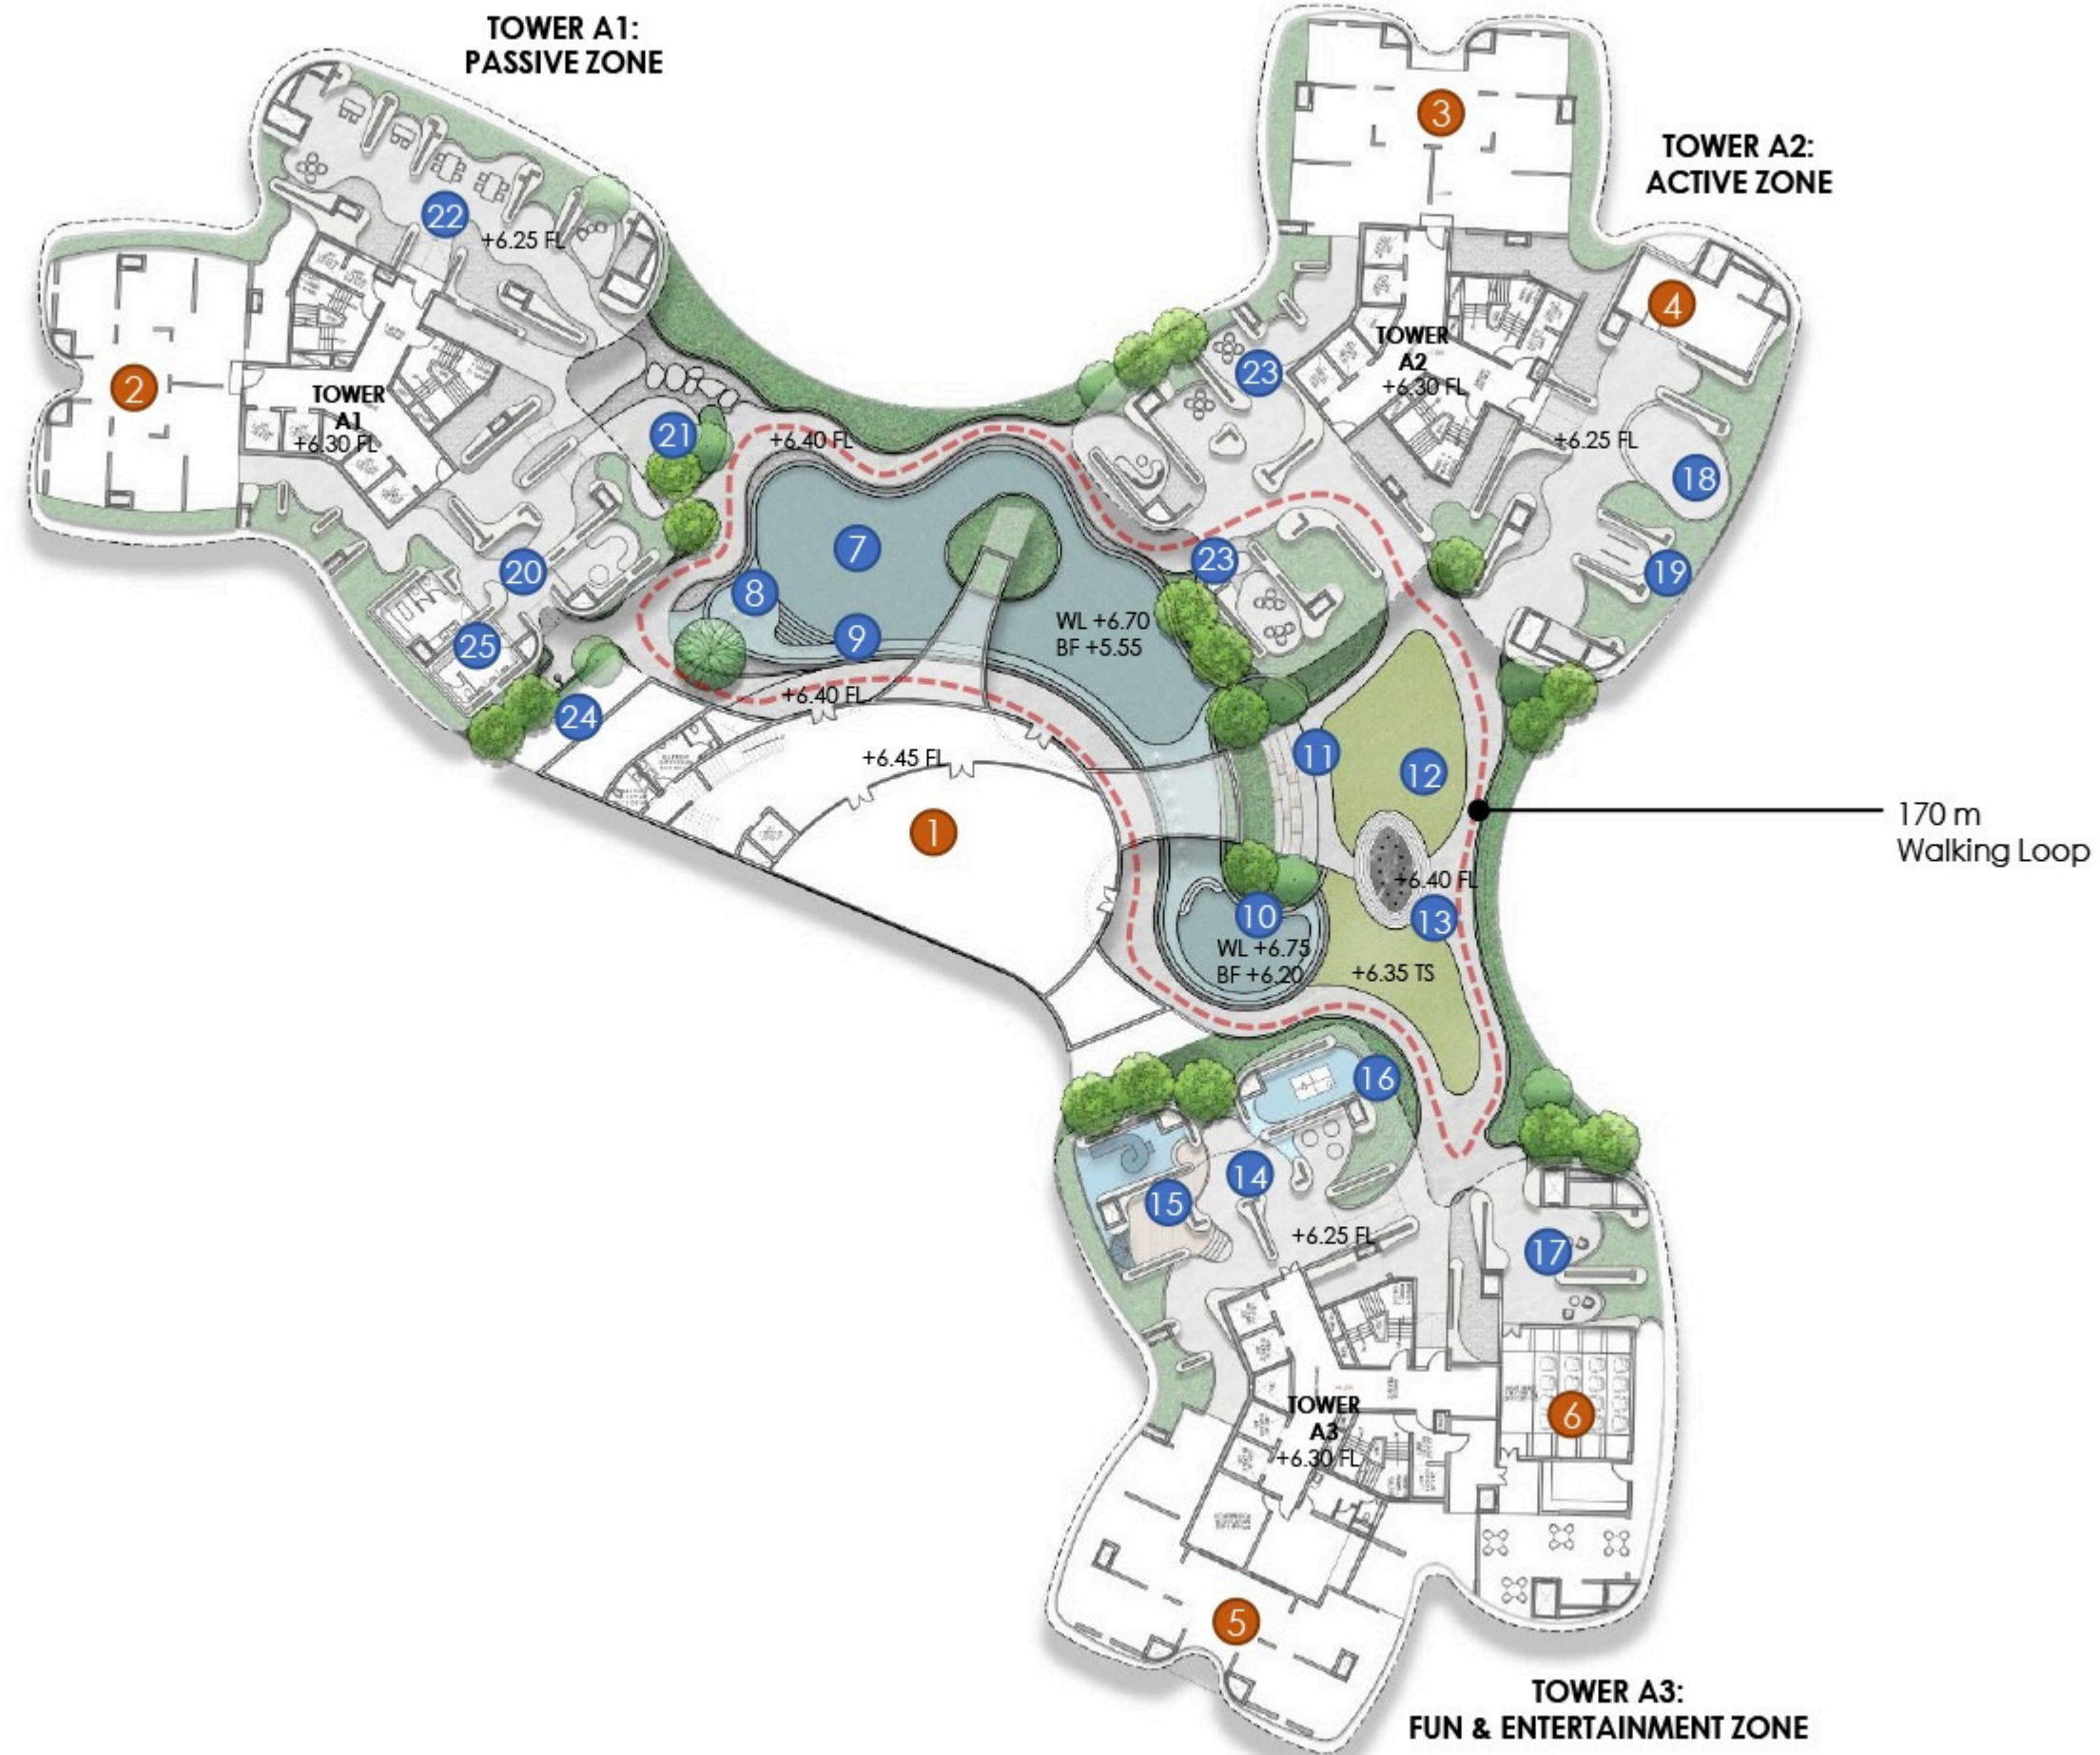 TOWER A1:
PASSIVE ZONE
3
TOWER A2:
ACTIVE ZONE
22
+6.25 FL
4
2
TOWER
A1
+6.30 FL
23
TOWER
A2
+6.30 FL
21
+6.40 FL
+6.25 FL
18
7
23
20
8
19
9
WL +6.70
BF +5.55
25
+6.40 FL
24
+6.45 FL
11
12
1
170 m
Walking Loop
+6.40 FL
10
13
WL +6.75
BF +6.20
+6.35 TS
16
14
15
+6.25 FL
17
TOWER
A3
+6.30 FL
6
5
TOWER A3:
FUN & ENTERTAINMENT ZONE